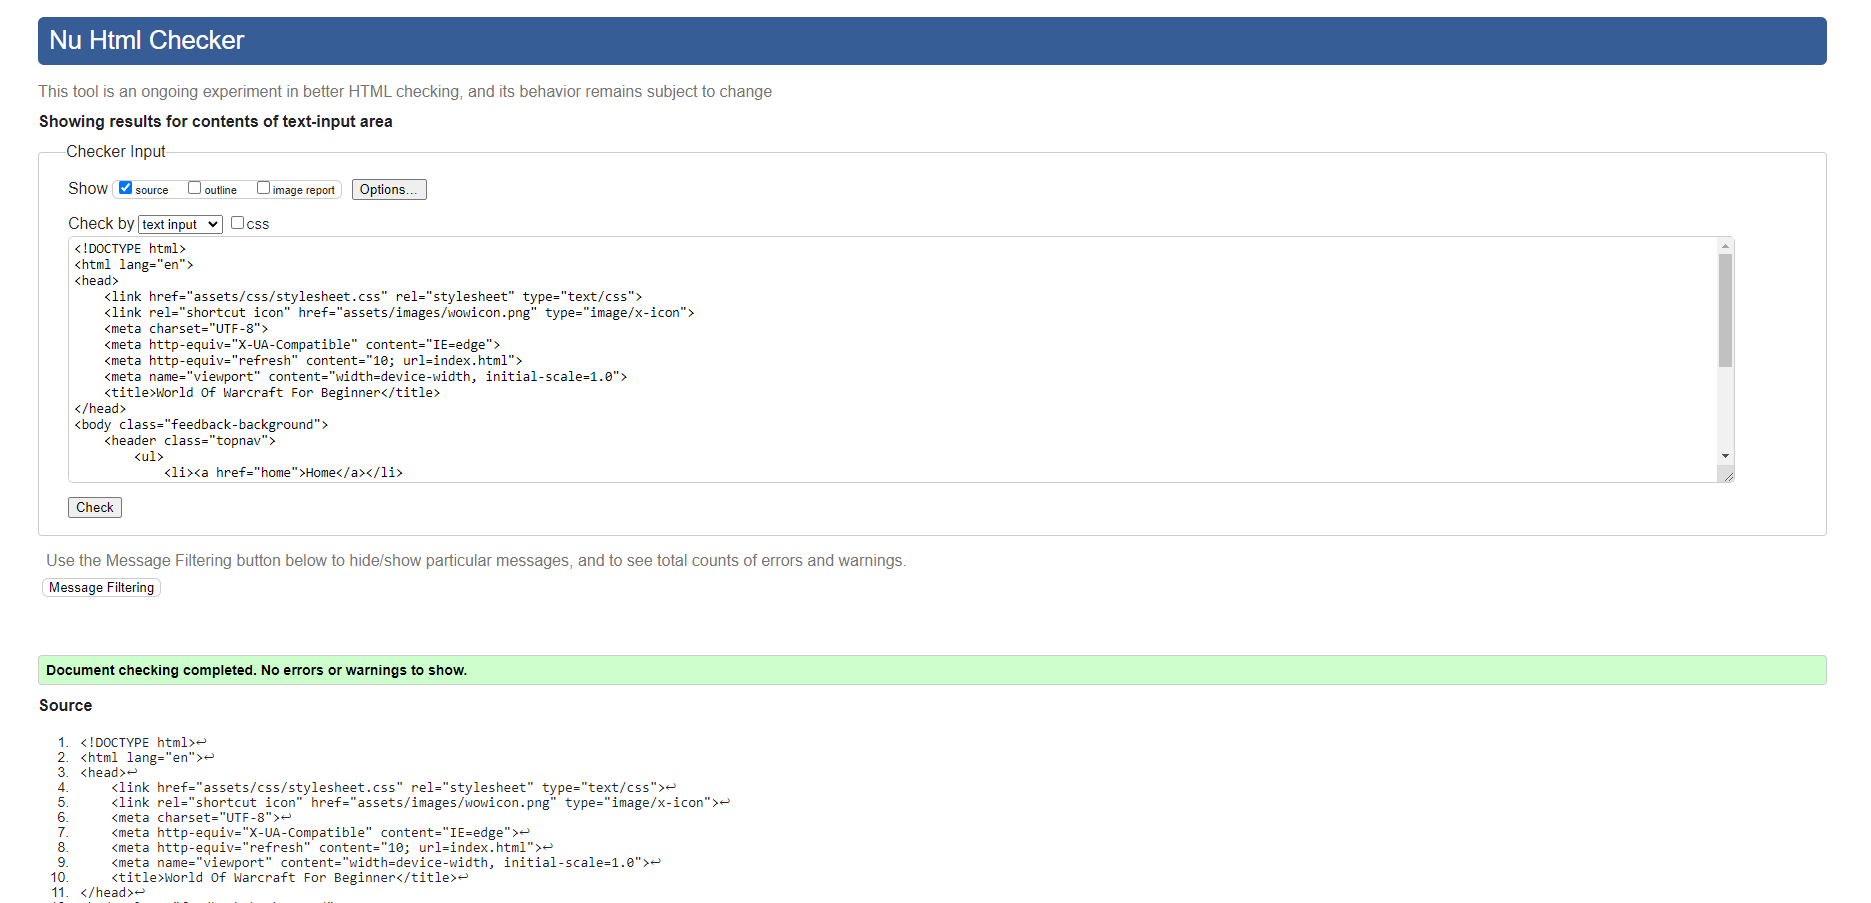 Nu Html Checker
This tool is an ongoing experiment in better HTML checking, and its behavior remains subject to change
Showing results for contents of text-input area
Checker Input
Show source outline image report Options...
Check by text input css
<!DOCTYPE html>
<html lang="en">
<head>
    <link href="assets/css/stylesheet.css" rel="stylesheet" type="text/css">
    <link rel="shortcut icon" href="assets/images/wowicon.png" type="image/x-icon">
    <meta charset="UTF-8">
    <meta http-equiv="X-UA-Compatible" content="IE=edge">
    <meta http-equiv="refresh" content="10; url=index.html">
    <meta name="viewport" content="width=device-width, initial-scale=1.0">
    <title>World Of Warcraft For Beginner</title>
</head>
<body class="feedback-background">
    <header class="topnav">
        <ul>
            <li><a href="home">Home</a></li>
Check
Use the Message Filtering button below to hide/show particular messages, and to see total counts of errors and warnings.
Message Filtering
Document checking completed. No errors or warnings to show.
Source
1. <!DOCTYPE html>↩
2. <html lang="en">↩
3. <head>↩
4.     <link href="assets/css/stylesheet.css" rel="stylesheet" type="text/css">↩
5.     <link rel="shortcut icon" href="assets/images/wowicon.png" type="image/x-icon">↩
6.     <meta charset="UTF-8">↩
7.     <meta http-equiv="X-UA-Compatible" content="IE=edge">↩
8.     <meta http-equiv="refresh" content="10; url=index.html">↩
9.     <meta name="viewport" content="width=device-width, initial-scale=1.0">↩
10.     <title>World Of Warcraft For Beginner</title>↩
11. </head>↩